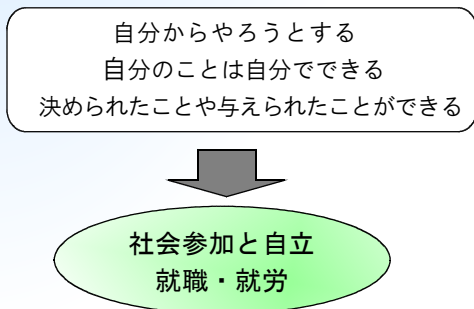 自分からやろうとする
自分のことは自分でできる
決められたことや与えられたことができる
社会参加と自立
就職・就労